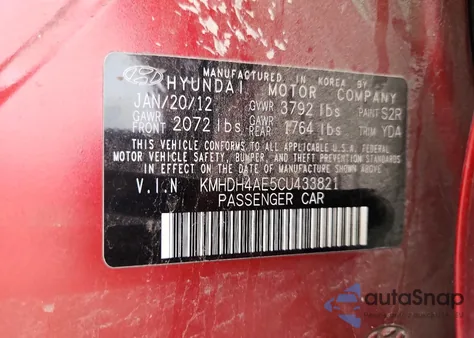 MANUFACTURED IN KOREA BY
HYUNDAI MOTOR COMPANY
JAN/20/12 GVWR 3792 lbs PAINT S2R
GAWR FRONT 2072 lbs GAWR REAR 1764 lbs TRIM YDA
THIS VEHICLE CONFORMS TO ALL APPLICABLE U.S.A. FEDERAL
MOTOR VEHICLE SAFETY, BUMPER, AND THEFT PREVENTION
STANDARDS IN EFFECT ON THE DATE OF MANUFACTURE SHOWN ABOVE.
V.I.N KMHDH4AE5CU433821
PASSENGER CAR
autoSnap